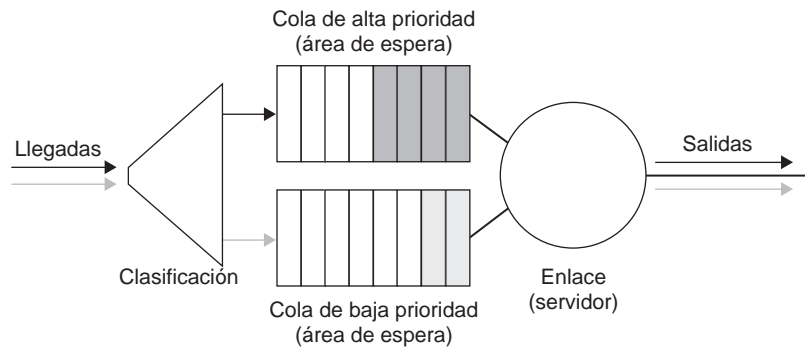 Cola de alta prioridad
(área de espera)
Llegadas
Salidas
Clasificación
Enlace
(servidor)
Cola de baja prioridad
(área de espera)